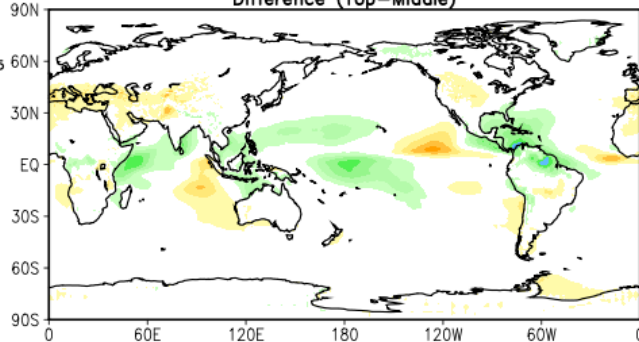 Difference (Top-Middle)
90N
60N
30N
EQ
30S
60S
90S
0 60E 120E 180 120W 60W 0